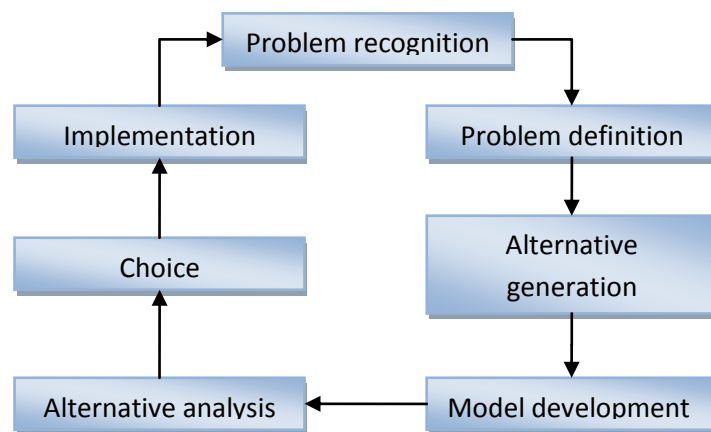 Problem recognition
Problem definition
Alternative
generation
Model development
Alternative analysis
Choice
Implementation